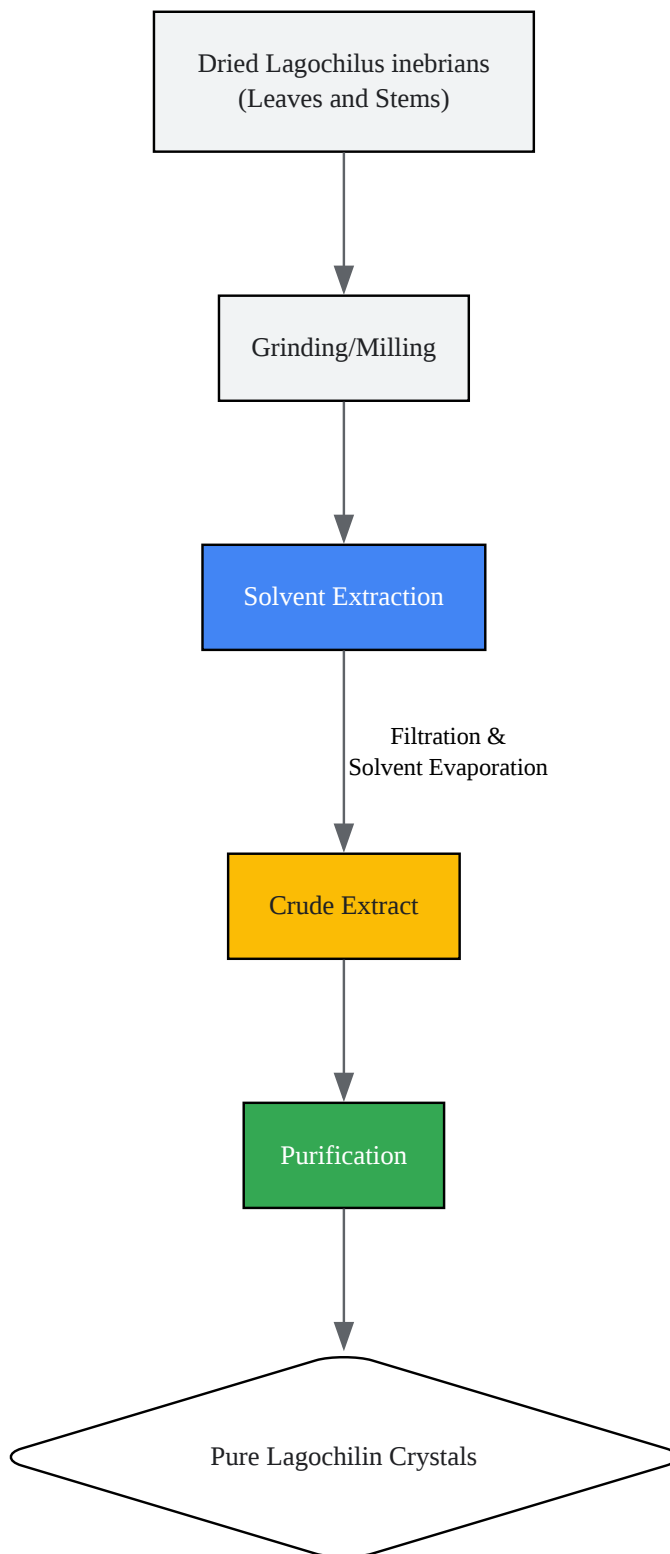 Dried Lagochilus inebrians
(Leaves and Stems)
Grinding/Milling
Solvent Extraction
Filtration &
Solvent Evaporation
Crude Extract
Purification
Pure Lagochilin Crystals